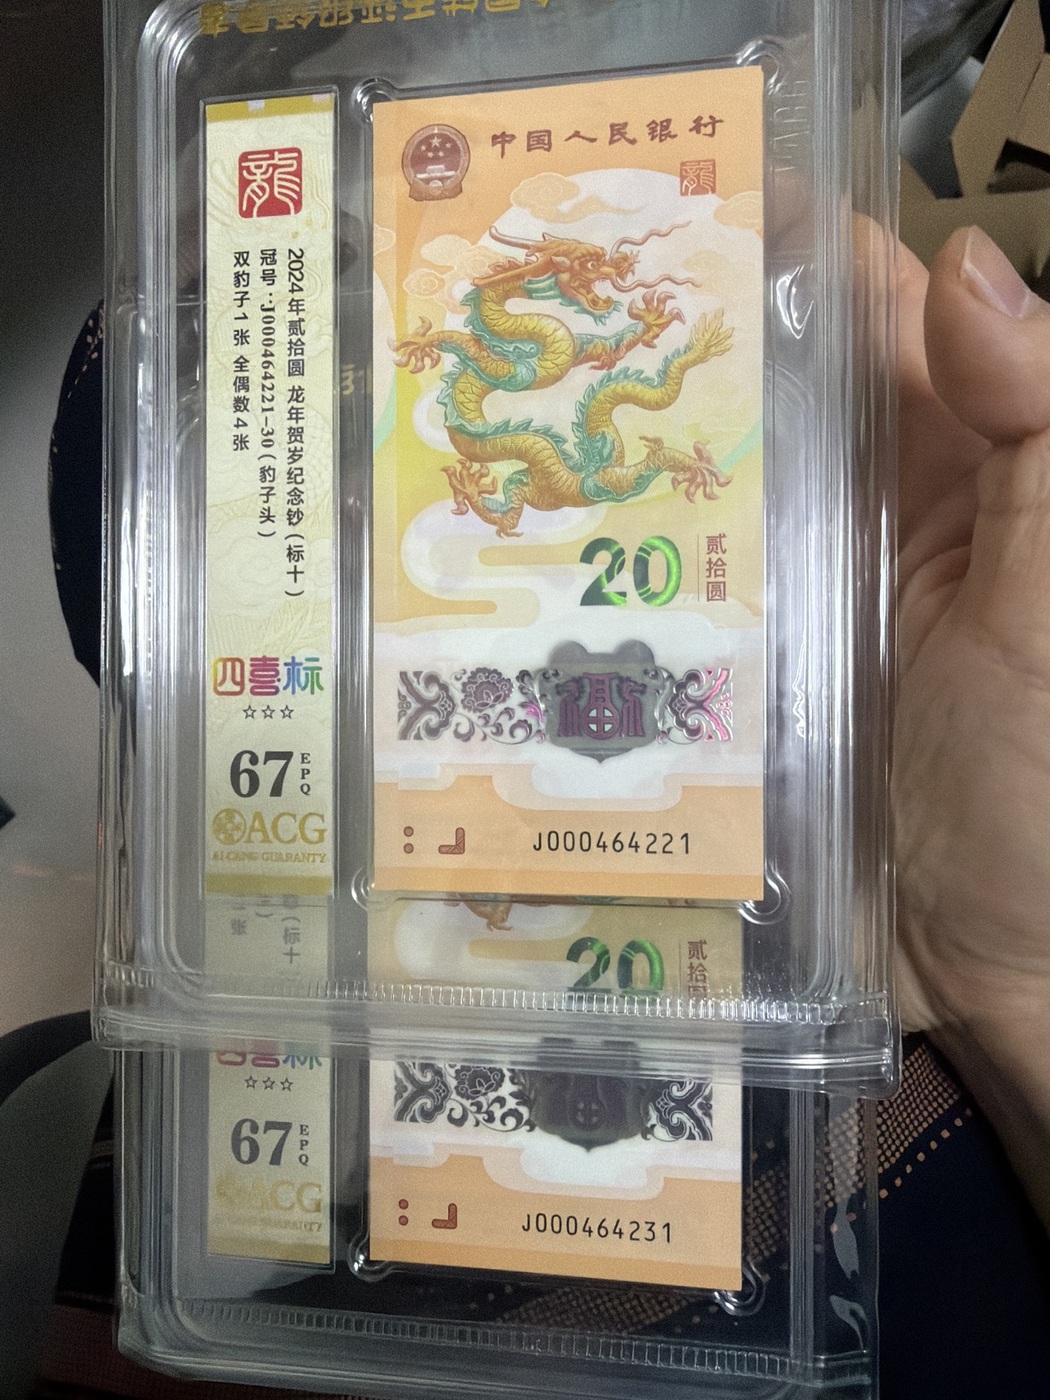 龍
2024年贰拾圆 龙年贺岁纪念钞(标十)
冠号:J000464221-30(豹子头)
双豹子1张 全偶数4张
四喜标
☆☆☆
67 EPQ
ACG
AI CANG GUARANTY
中国人民银行
龍
20 贰拾圆
福
J000464221
20 贰拾圆
四喜标
☆☆☆
67 EPQ
ACG
J000464231